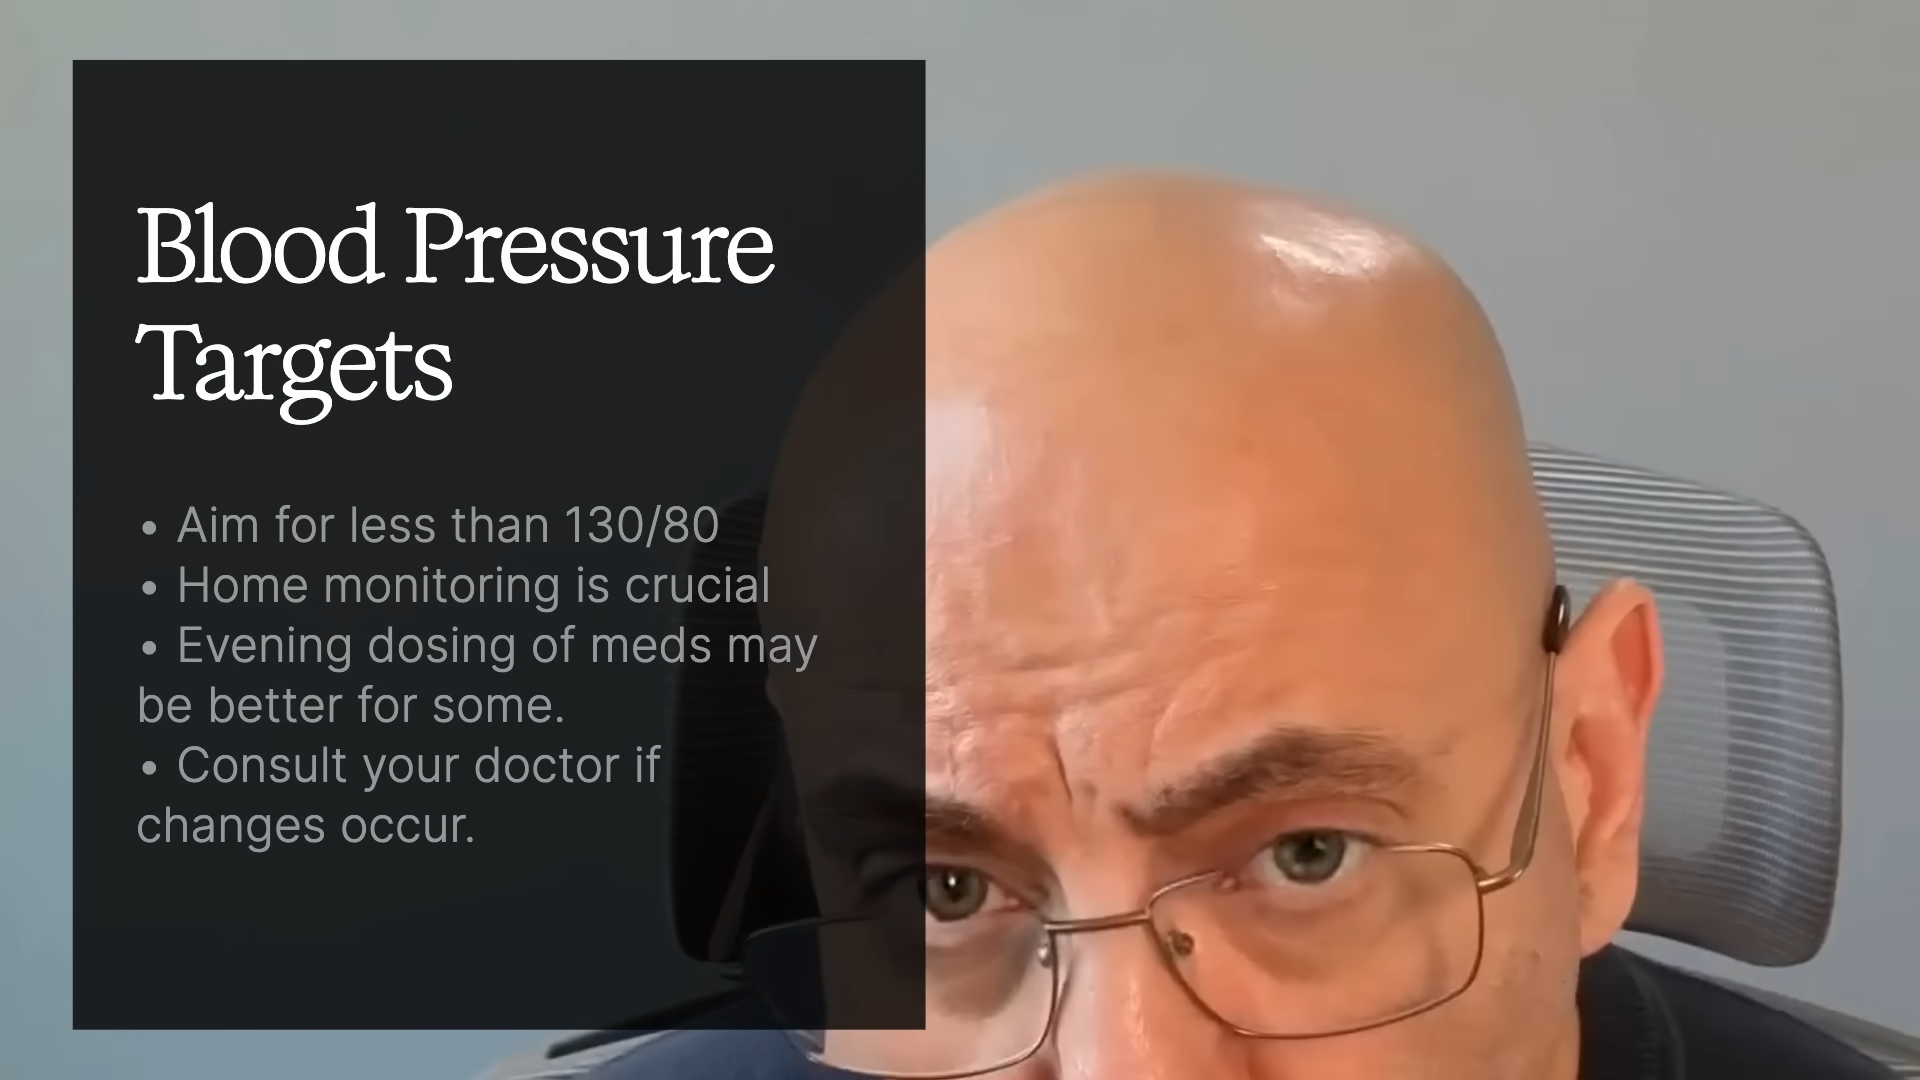 Blood Pressure
Targets
• Aim for less than 130/80
• Home monitoring is crucial
• Evening dosing of meds may
be better for some.
• Consult your doctor if
changes occur.